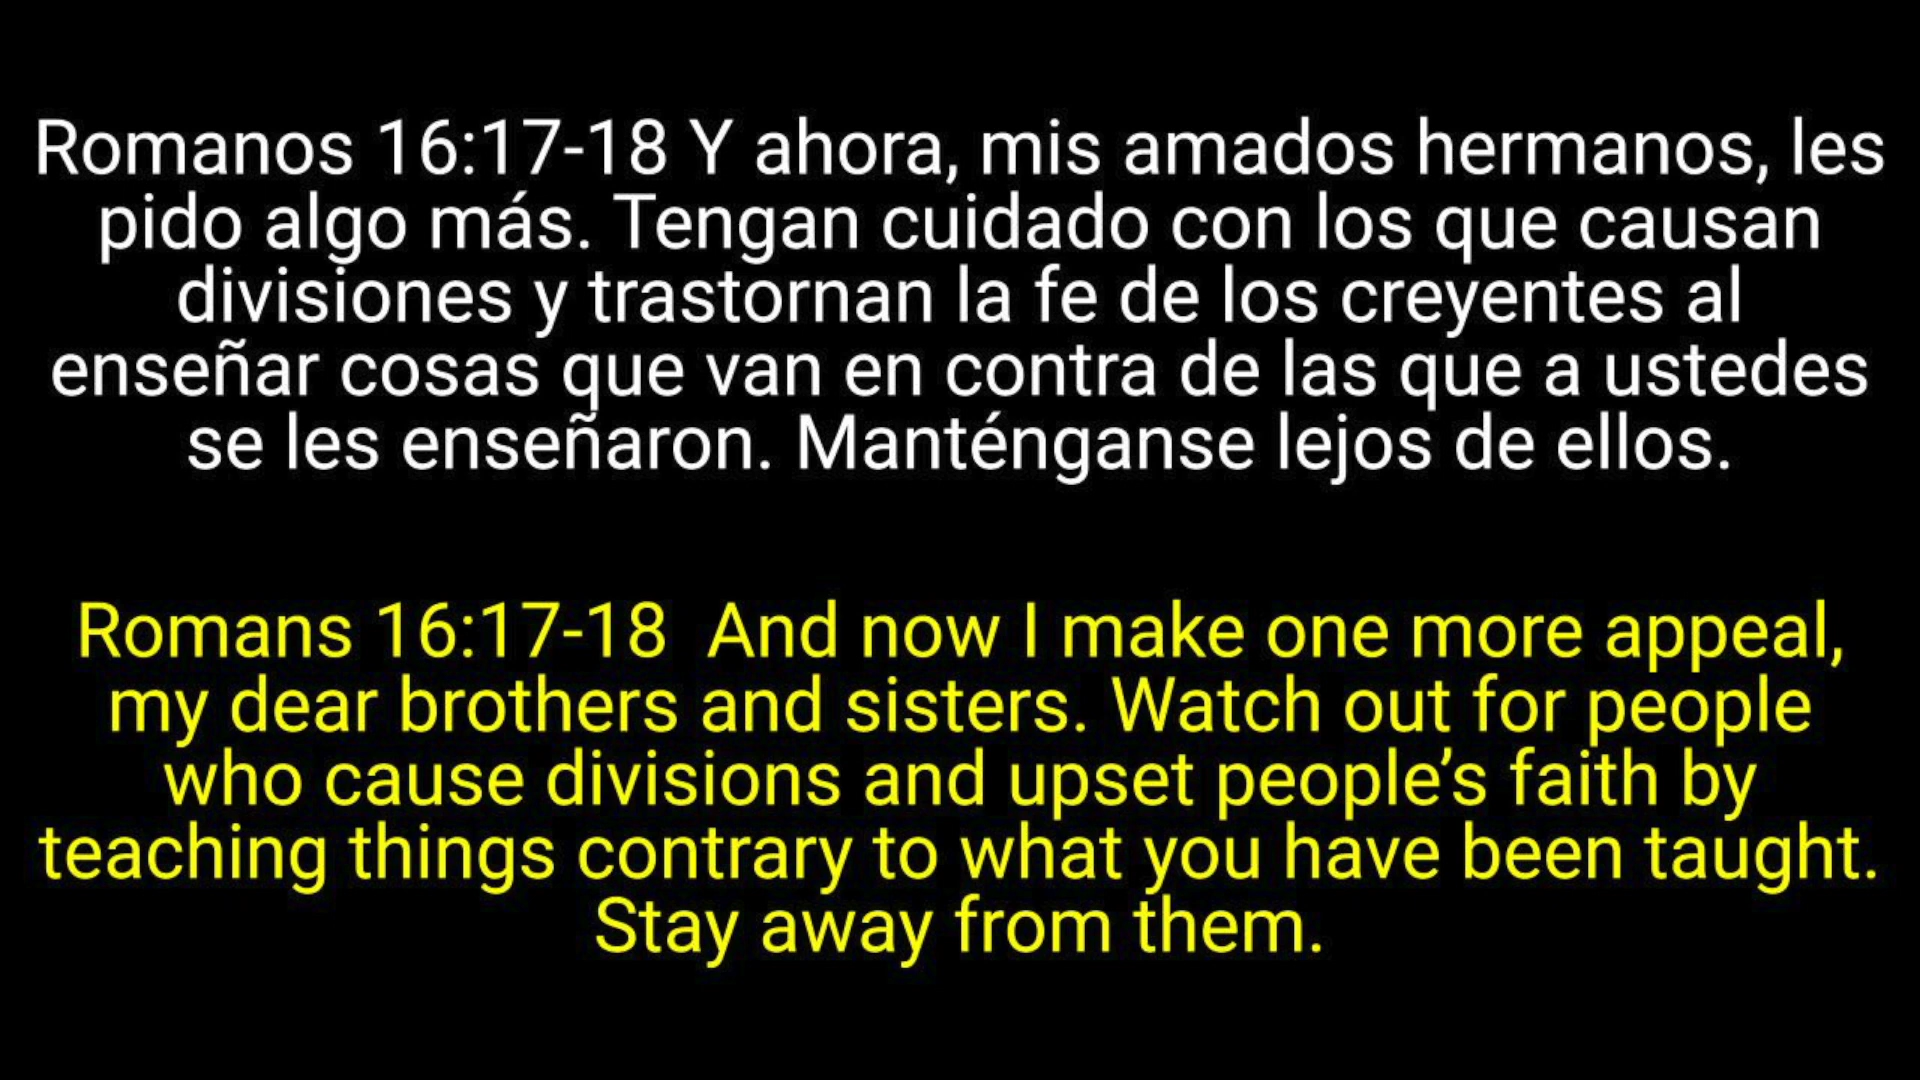 Romanos 16:17-18 Y ahora, mis amados hermanos, les
pido algo más. Tengan cuidado con los que causan
divisiones y trastornan la fe de los creyentes al
enseñar cosas que van en contra de las que a ustedes
se les enseñaron. Manténganse lejos de ellos.
Romans 16:17-18  And now I make one more appeal,
my dear brothers and sisters. Watch out for people
who cause divisions and upset people’s faith by
teaching things contrary to what you have been taught.
Stay away from them.